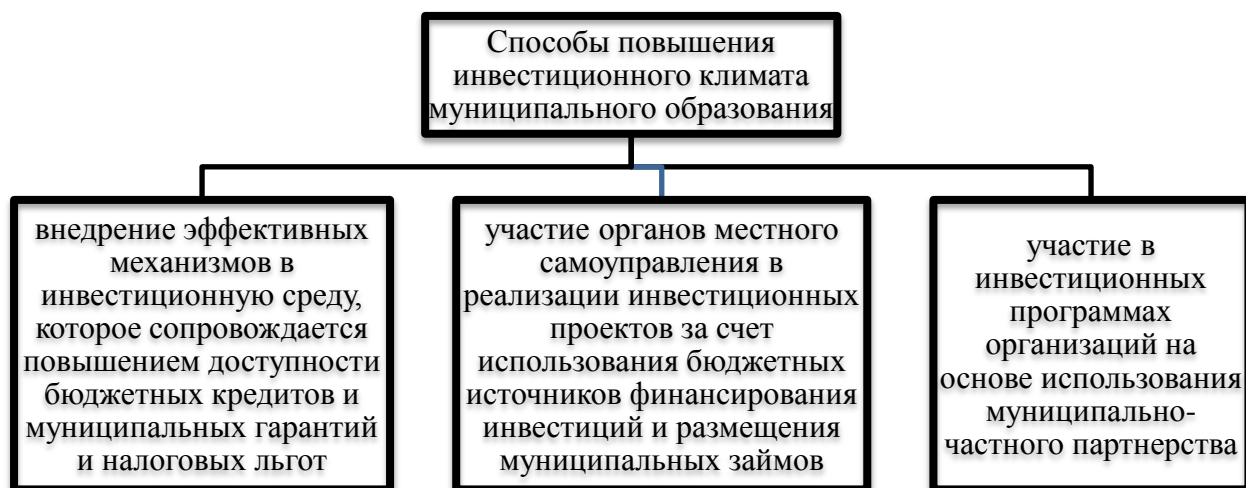 Способы повышения
инвестиционного климата
муниципального образования
внедрение эффективных
механизмов в
инвестиционную среду,
которое сопровождается
повышением доступности
бюджетных кредитов и
муниципальных гарантий
и налоговых льгот
участие органов местного
самоуправления в
реализации инвестиционных
проектов за счет
использования бюджетных
источников финансирования
инвестиций и размещения
муниципальных займов
участие в
инвестиционных
программах
организаций на
основе использования
муниципально-
частного партнерства